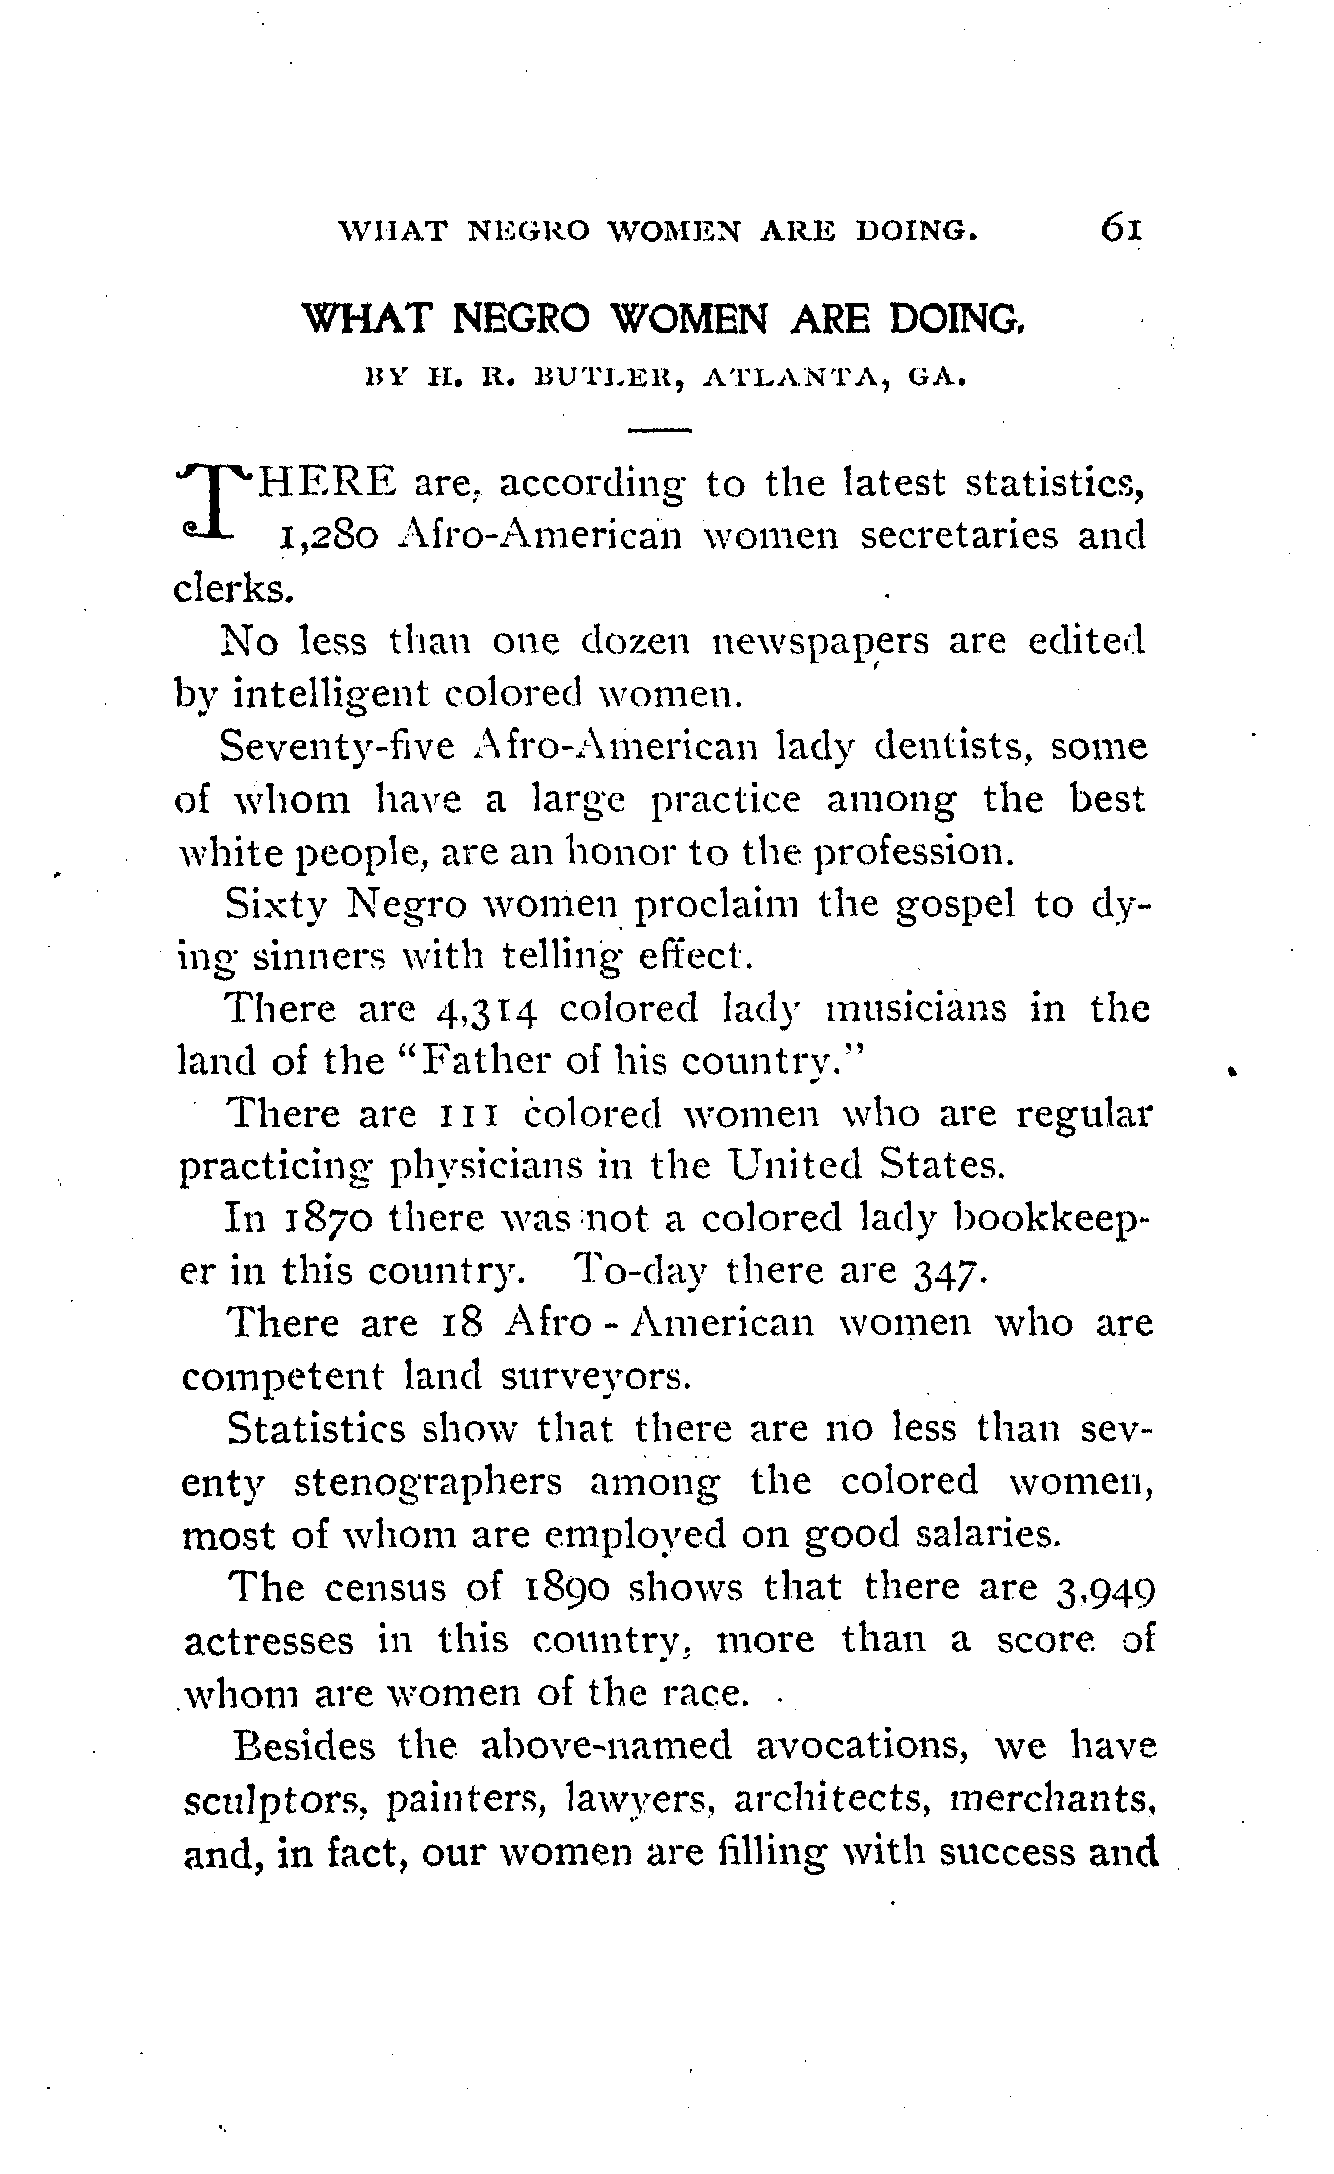 WHAT NEGRO WOMEN ARE DOING. 61
WHAT NEGRO WOMEN ARE DOING.
BY H. R. BUTLER, ATLANTA, GA.
THERE are, according to the latest statistics,
1,280 Afro-American women secretaries and
clerks.
No less than one dozen newspapers are edited
by intelligent colored women.
Seventy-five Afro-American lady dentists, some
of whom have a large practice among the best
white people, are an honor to the profession.
Sixty Negro women proclaim the gospel to dy-
ing sinners with telling effect.
There are 4,314 colored lady musicians in the
land of the "Father of his country."
There are 111 colored women who are regular
practicing physicians in the United States.
In 1870 there was not a colored lady bookkeep-
er in this country. To-day there are 347.
There are 18 Afro-American women who are
competent land surveyors.
Statistics show that there are no less than sev-
enty stenographers among the colored women,
most of whom are employed on good salaries.
The census of 1890 shows that there are 3,949
actresses in this country, more than a score of
whom are women of the race.
Besides the above-named avocations, we have
sculptors, painters, lawyers, architects, merchants,
and, in fact, our women are filling with success and